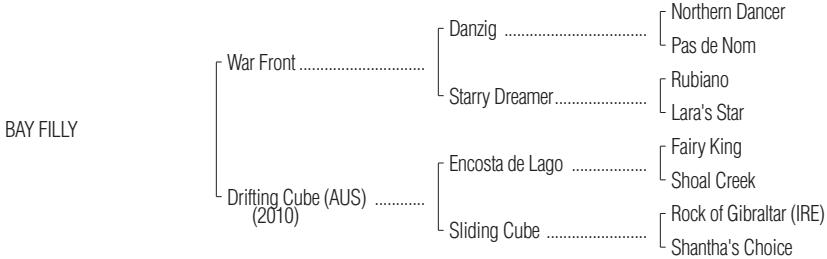 Northern Dancer
Danzig ..................................
Pas de Nom
War Front ..............................
Rubiano
Starry Dreamer......................
Lara's Star
BAY FILLY
Fairy King
Encosta de Lago ..................
Shoal Creek
Drifting Cube (AUS) ............
(2010)
Rock of Gibraltar (IRE)
Sliding Cube ........................
Shantha's Choice